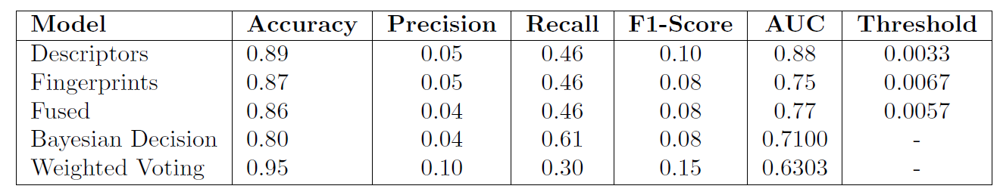 Model Accuracy Precision Recall F1-Score AUC Threshold
Descriptors 0.89 0.05 0.46 0.10 0.88 0.0033
Fingerprints 0.87 0.05 0.46 0.08 0.75 0.0067
Fused 0.86 0.04 0.46 0.08 0.77 0.0057
Bayesian Decision 0.80 0.04 0.61 0.08 0.7100 -
Weighted Voting 0.95 0.10 0.30 0.15 0.6303 -